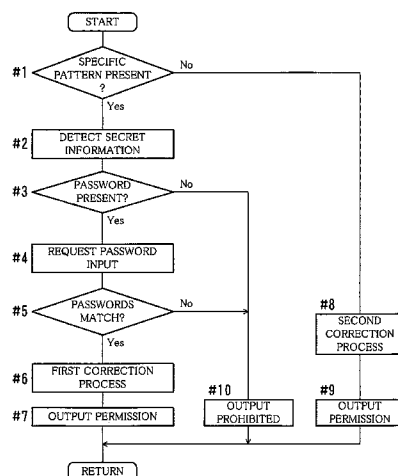 START
#1
SPECIFIC
PATTERN PRESENT
?
No
Yes
#2
DETECT SECRET
INFORMATION
#3
PASSWORD
PRESENT?
No
Yes
#4
REQUEST PASSWORD
INPUT
#5
PASSWORDS
MATCH?
No
Yes
#8
SECOND
CORRECTION
PROCESS
#6
FIRST CORRECTION
PROCESS
#7
OUTPUT PERMISSION
#10
OUTPUT
PROHIBITED
#9
OUTPUT
PERMISSION
RETURN